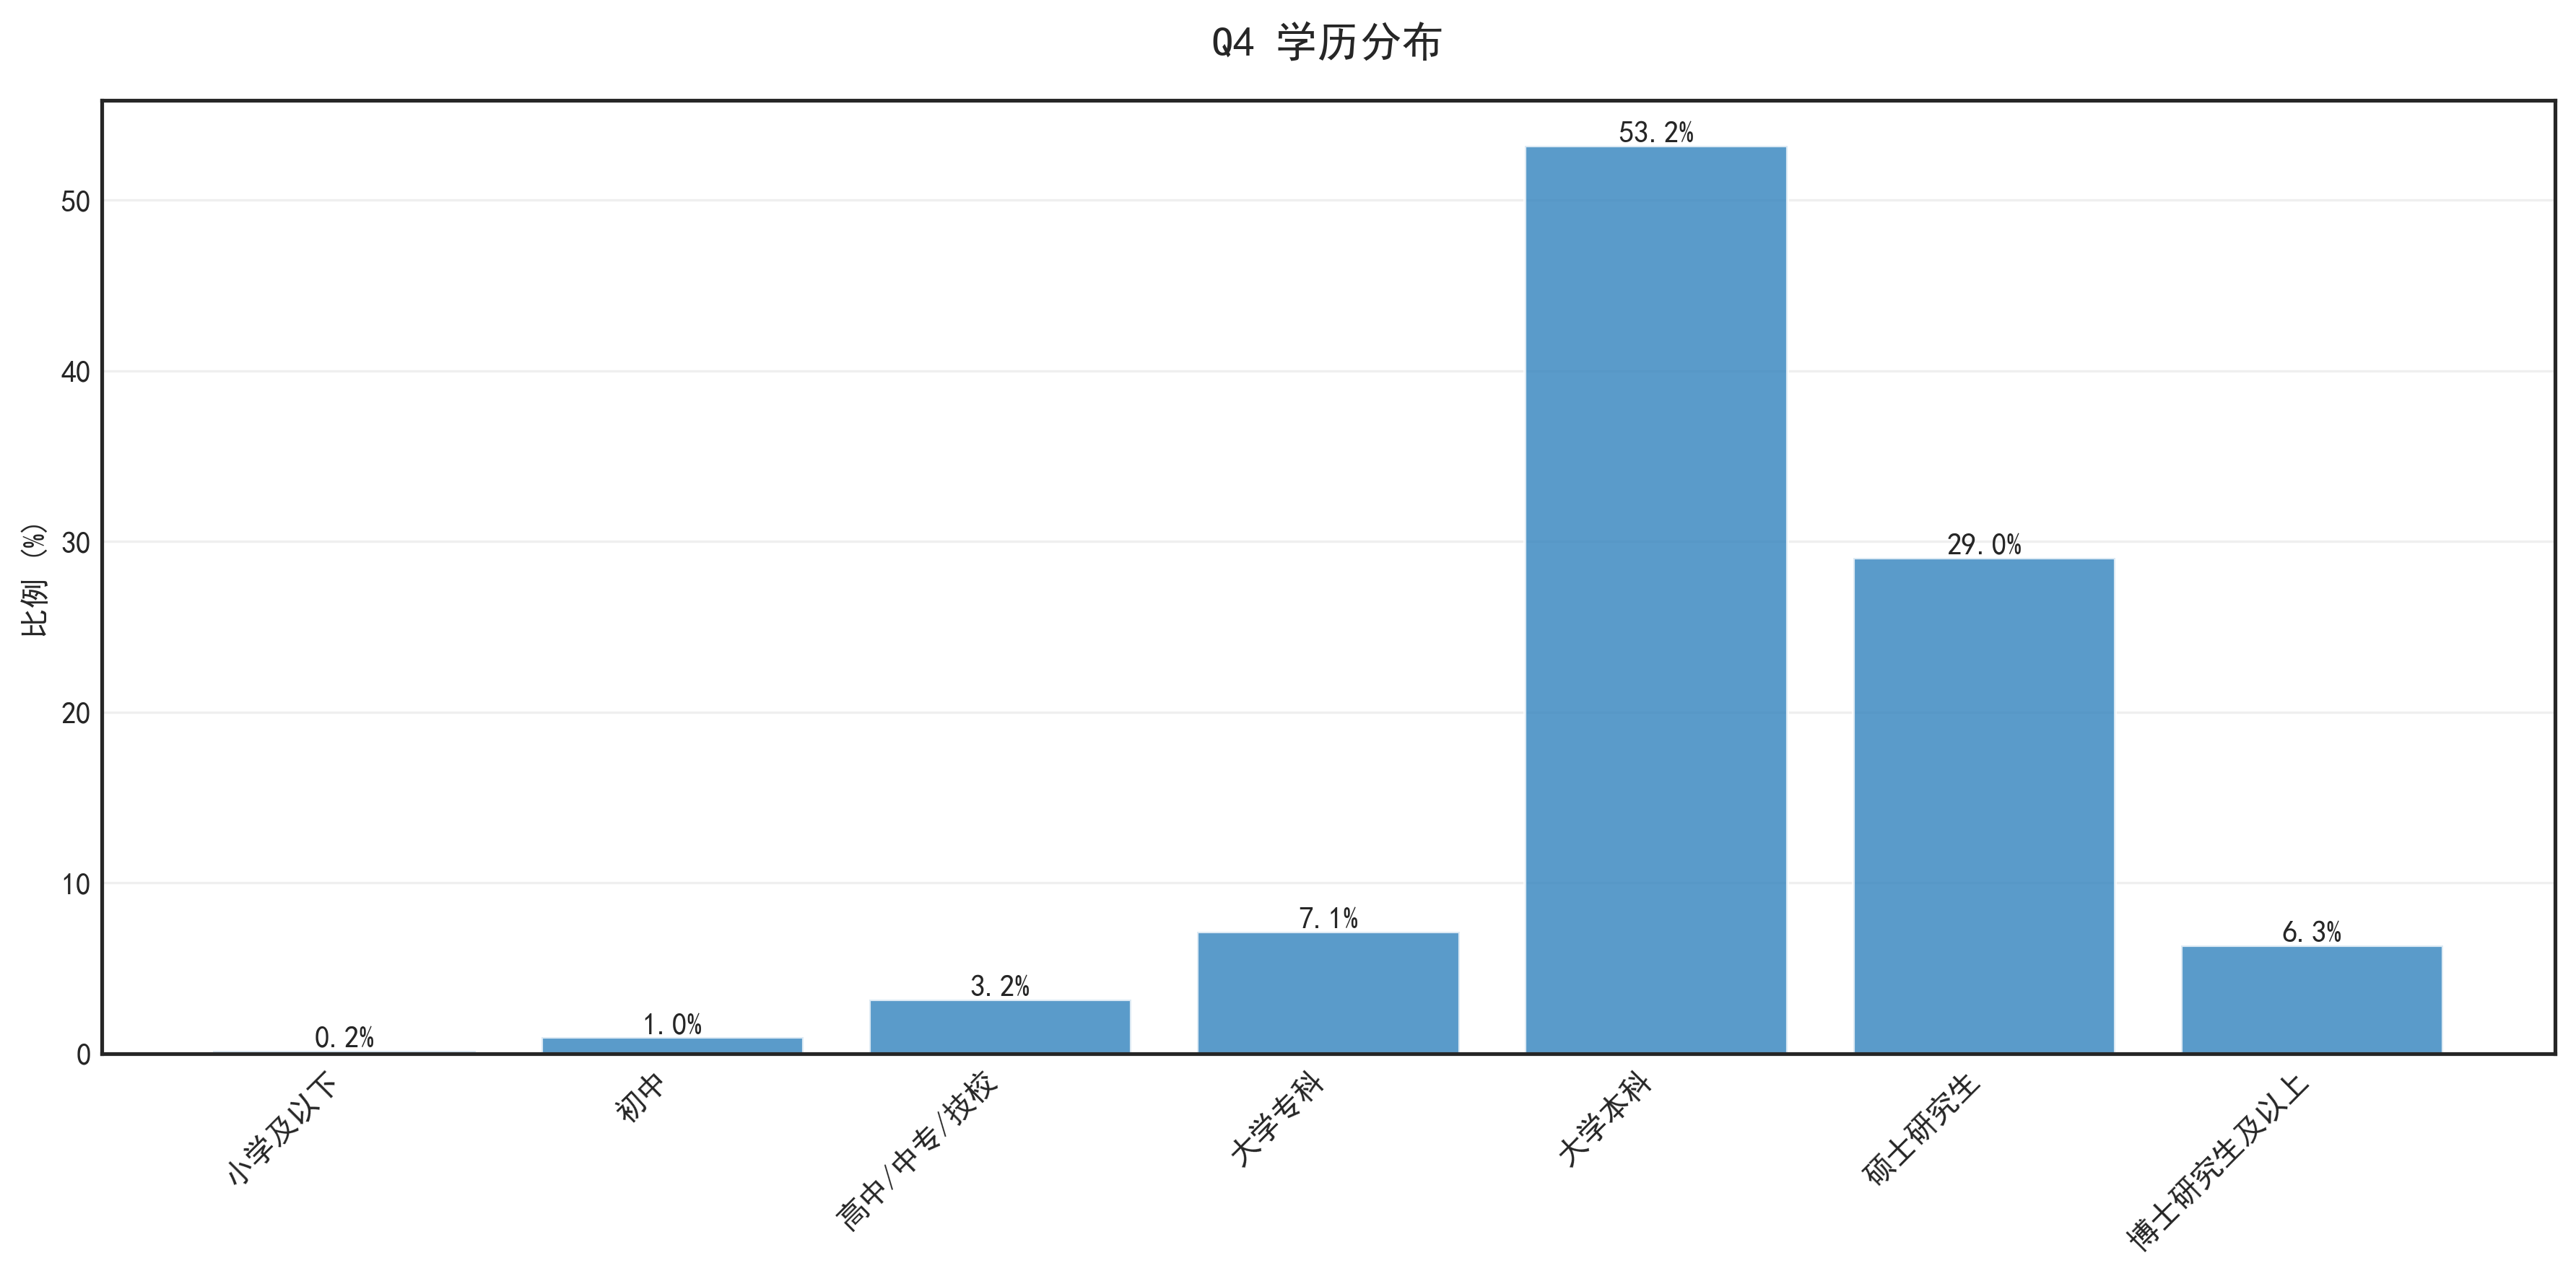 Q4 学历分布
比例 (%)
50
40
30
20
10
0
0.2%
1.0%
3.2%
7.1%
53.2%
29.0%
6.3%
小学及以下
初中
高中/中专/技校
大学专科
大学本科
硕士研究生
博士研究生及以上